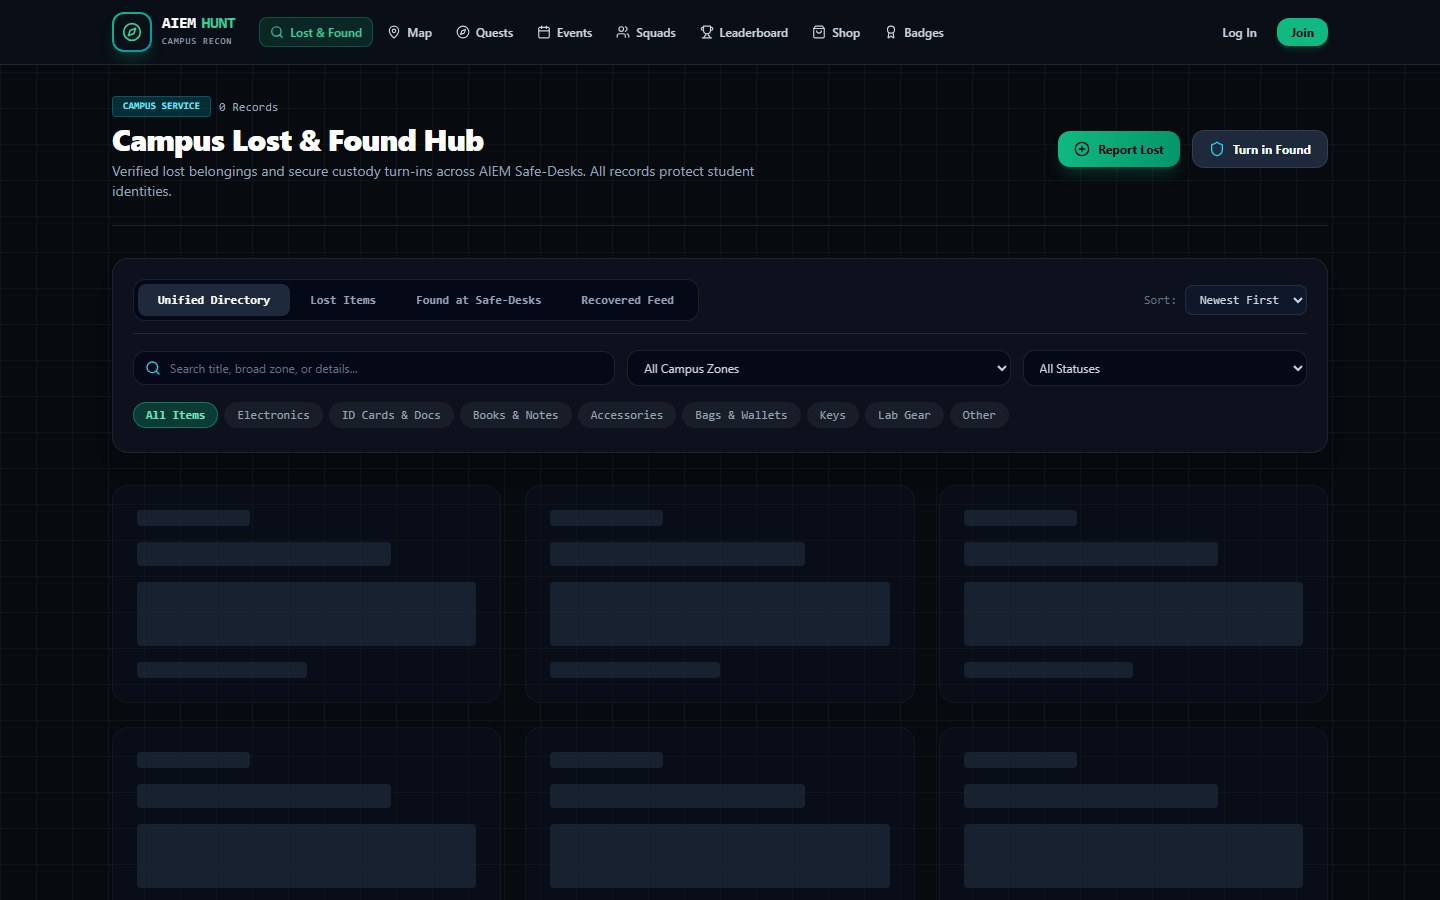 AIEM HUNT
CAMPUS RECON
Lost & Found
Map
Quests
Events
Squads
Leaderboard
Shop
Badges
Log In
Join
CAMPUS SERVICE
0 Records
Campus Lost & Found Hub
Verified lost belongings and secure custody turn-ins across AIEM Safe-Desks. All records protect student
identities.
Report Lost
Turn in Found
Unified Directory
Lost Items
Found at Safe-Desks
Recovered Feed
Sort:
Newest First
Search title, broad zone, or details...
All Campus Zones
All Statuses
All Items
Electronics
ID Cards & Docs
Books & Notes
Accessories
Bags & Wallets
Keys
Lab Gear
Other